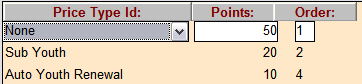 Price Type Id: Points: Order:
None 50 1
Sub Youth 20 2
Auto Youth Renewal 10 4